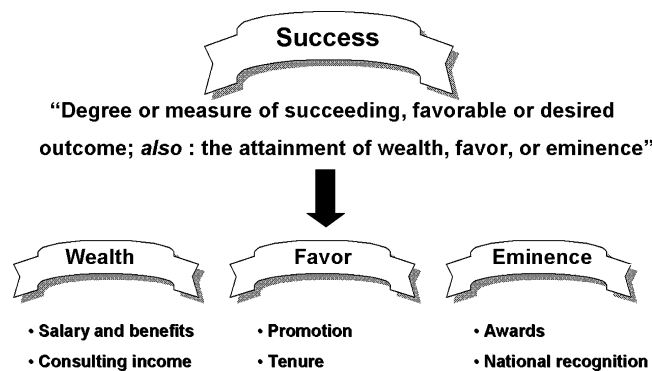 Success
“Degree or measure of succeeding, favorable or desired
outcome; also : the attainment of wealth, favor, or eminence”
Wealth
Favor
Eminence
• Salary and benefits
• Consulting income
• Promotion
• Tenure
• Awards
• National recognition